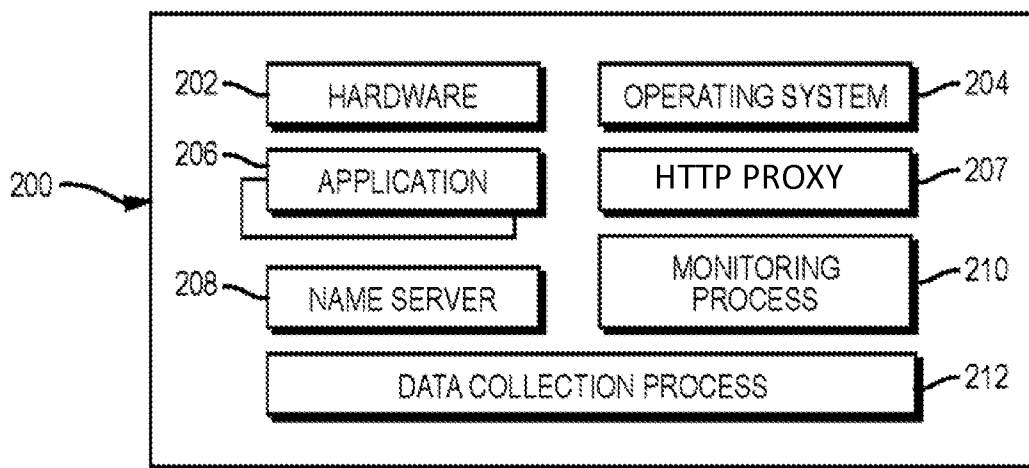 202 HARDWARE OPERATING SYSTEM 204
206 APPLICATION HTTP PROXY 207
200
208 NAME SERVER MONITORING PROCESS 210
DATA COLLECTION PROCESS 212